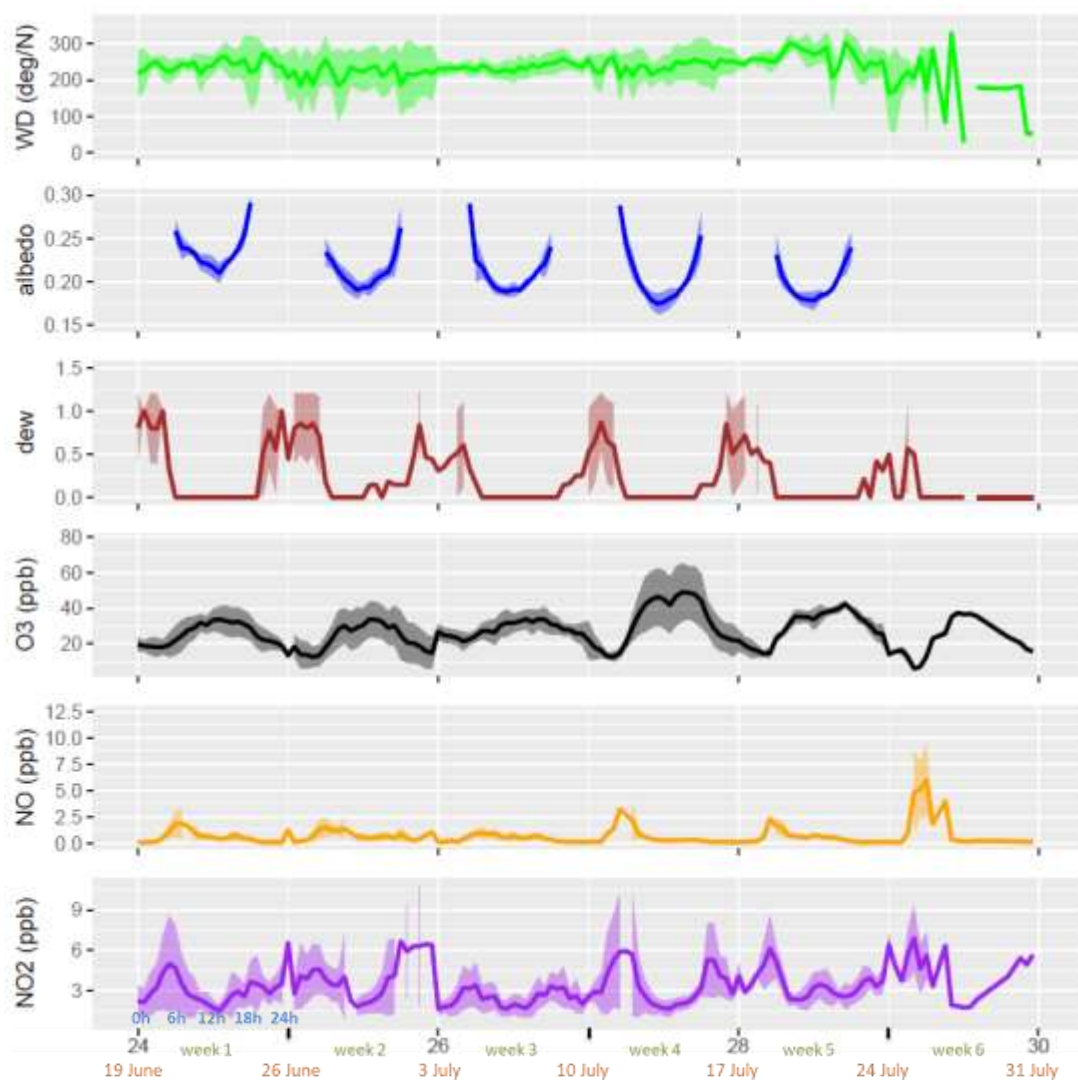 WD (deg/N)
300
200
100
0
albedo
0.30
0.25
0.20
0.15
dew
1.5
1.0
0.5
0.0
O3 (ppb)
80
60
40
20
NO (ppb)
12.5
10.0
7.5
5.0
2.5
0.0
NO2 (ppb)
9
6
3
0h 6h 12h 18h 24h
24 26 28 30
week 1 week 2 week 3 week 4 week 5 week 6
19 June 26 June 3 July 10 July 17 July 24 July 31 July